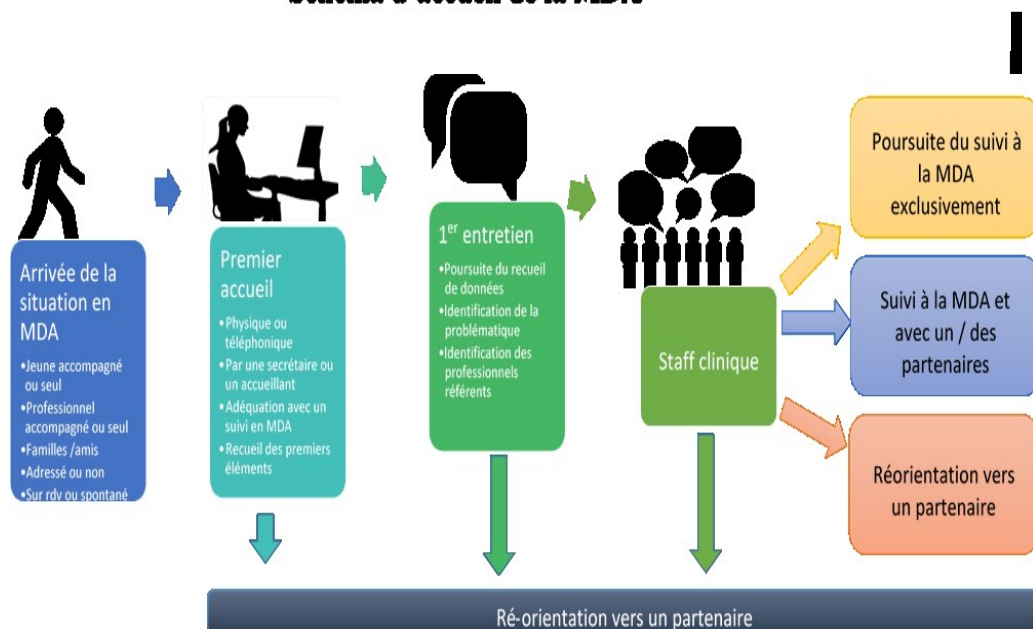 Arrivée de la
situation en
MDA
•Jeune accompagné
ou seul
•Professionnel
accompagné ou seul
•Familles /amis
•Adressé ou non
•Sur rdv ou spontané
Premier
accueil
•Physique ou
téléphonique
•Par une secrétaire ou
un accueillant
•Adéquation avec un
suivi en MDA
•Recueil des premiers
éléments
1er entretien
•Poursuite du recueil
de données
•Identification de la
problématique
•Identification des
professionnels
référents
Staff clinique
Poursuite du suivi à
la MDA
exclusivement
Suivi à la MDA et
avec un / des
partenaires
Réorientation vers
un partenaire
Ré-orientation vers un partenaire